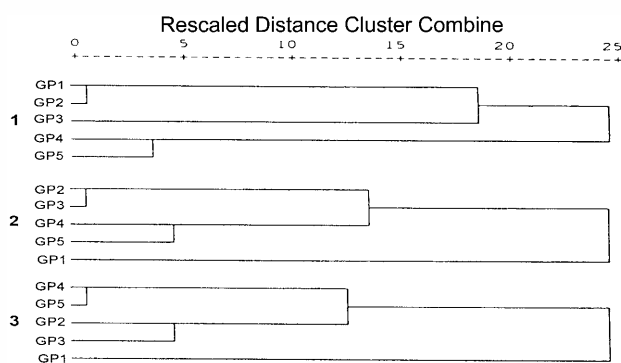 Rescaled Distance Cluster Combine
0 5 10 15 20 25
GP1
GP2
1 GP3
GP4
GP5
GP2
GP3
2 GP4
GP5
GP1
GP4
GP5
3 GP2
GP3
GP1